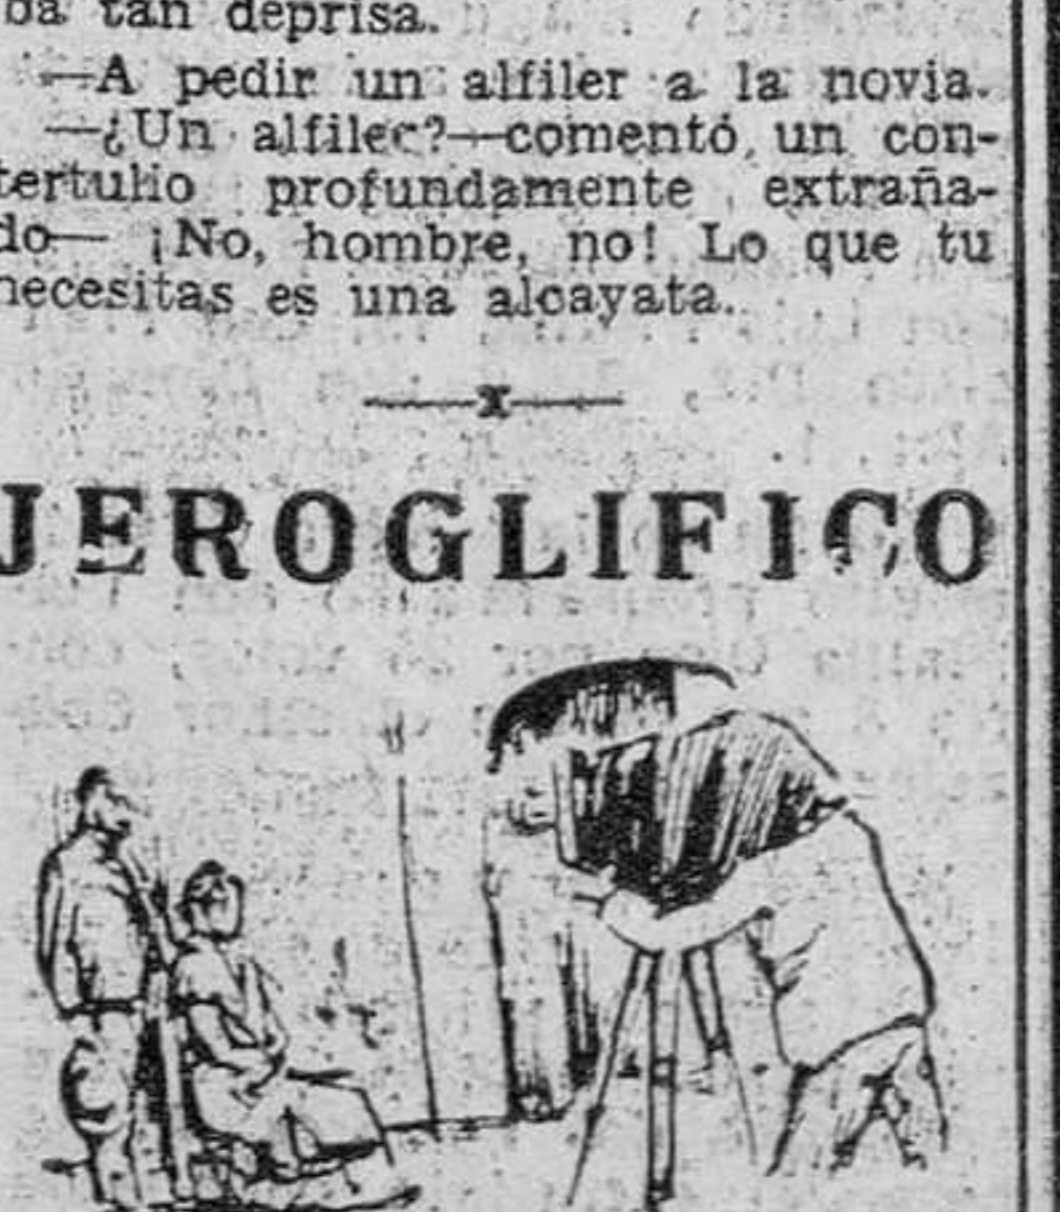 ba tan deprisa.
—A pedir un alfiler a la novia.
—¿Un alfiler?—comentó un con-
tertulio profundamente extraña-
do— ¡No, hombre, no! Lo que tu
necesitas es una alcayata.
JEROGLIFICO